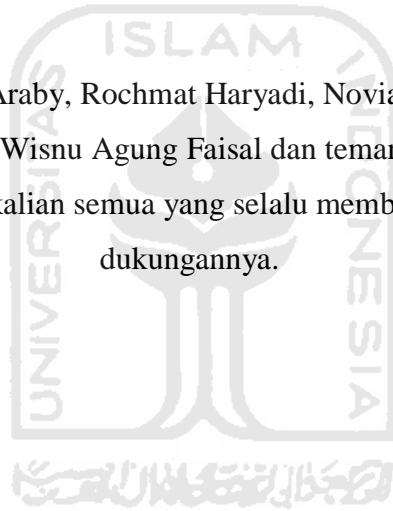 ISLAM
UNIVERSITAS
INDONESIA
Araby, Rochmat Haryadi, Novia
Wisnu Agung Faisal dan teman
kalian semua yang selalu memb
dukungannya.